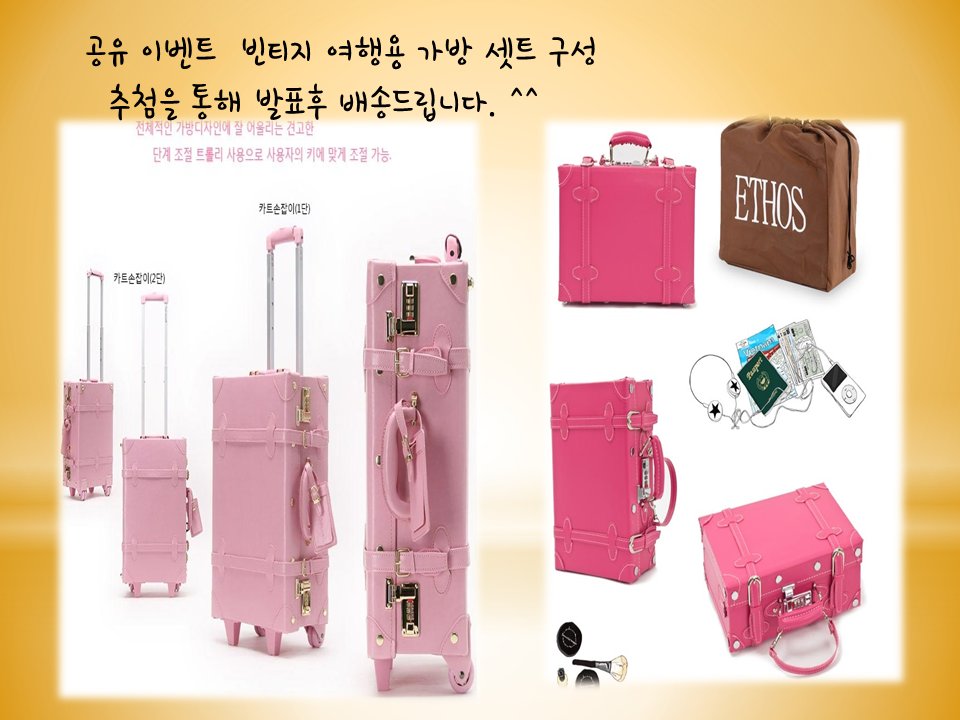 공유 이벤트 빈티지 여행용 가방 셋트 구성
추첨을 통해 발표후 배송드립니다. ^^
전체적인 가방디자인에 잘 어울리는 견고한
단계 조절 트롤리 사용으로 사용자의 키에 맞게 조절 가능.
카트손잡이(1단)
카트손잡이(2단)
ETHOS
Passport